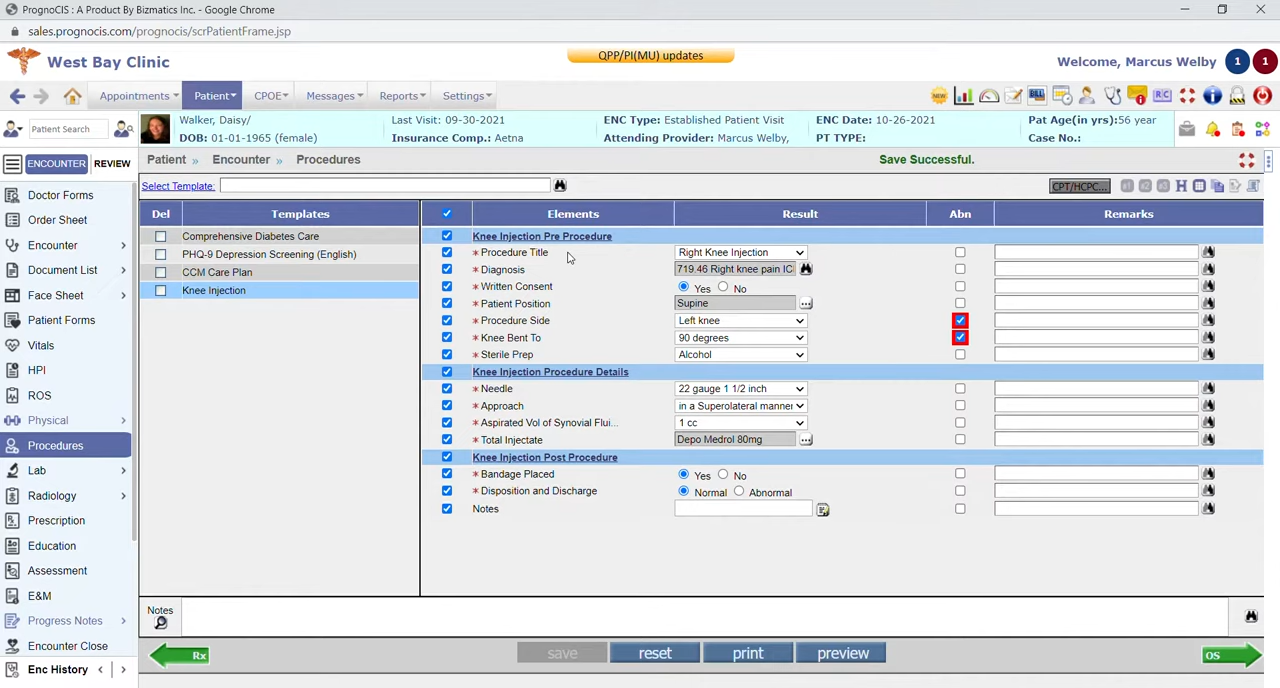 PrognoCIS : A Product By Bizmatics Inc. - Google Chrome
sales.prognocis.com/prognocis/scrPatientFrame.jsp
West Bay Clinic
QPP/PI(MU) updates
Welcome, Marcus Welby 1 1
Appointments Patient CPOE Messages Reports Settings NEW BILL R C
Patient Search
Walker, Daisy/ Last Visit: 09-30-2021 ENC Type: Established Patient Visit ENC Date: 10-26-2021 Pat Age(in yrs):56 year
DOB: 01-01-1965 (female) Insurance Comp.: Aetna Attending Provider: Marcus Welby, PT TYPE: Case No.:
ENCOUNTER REVIEW
Patient » Encounter » Procedures Save Successful.
Select Template: CPT/HCPC...
Doctor Forms
Order Sheet
Encounter
Document List
Face Sheet
Patient Forms
Vitals
HPI
ROS
Physical
Procedures
Lab
Radiology
Prescription
Education
Assessment
E&M
Progress Notes
Encounter Close
Enc History
Del Templates
Comprehensive Diabetes Care
PHQ-9 Depression Screening (English)
CCM Care Plan
Knee Injection
Elements Result Abn Remarks
Knee Injection Pre Procedure
* Procedure Title Right Knee Injection
* Diagnosis 719.46 Right knee pain IC
* Written Consent Yes No
* Patient Position Supine ...
* Procedure Side Left knee
* Knee Bent To 90 degrees
* Sterile Prep Alcohol
Knee Injection Procedure Details
* Needle 22 gauge 1 1/2 inch
* Approach in a Superolateral manner
* Aspirated Vol of Synovial Flui... 1 cc
* Total Injectate Depo Medrol 80mg ...
Knee Injection Post Procedure
* Bandage Placed Yes No
* Disposition and Discharge Normal Abnormal
Notes
Notes
Rx save reset print preview OS